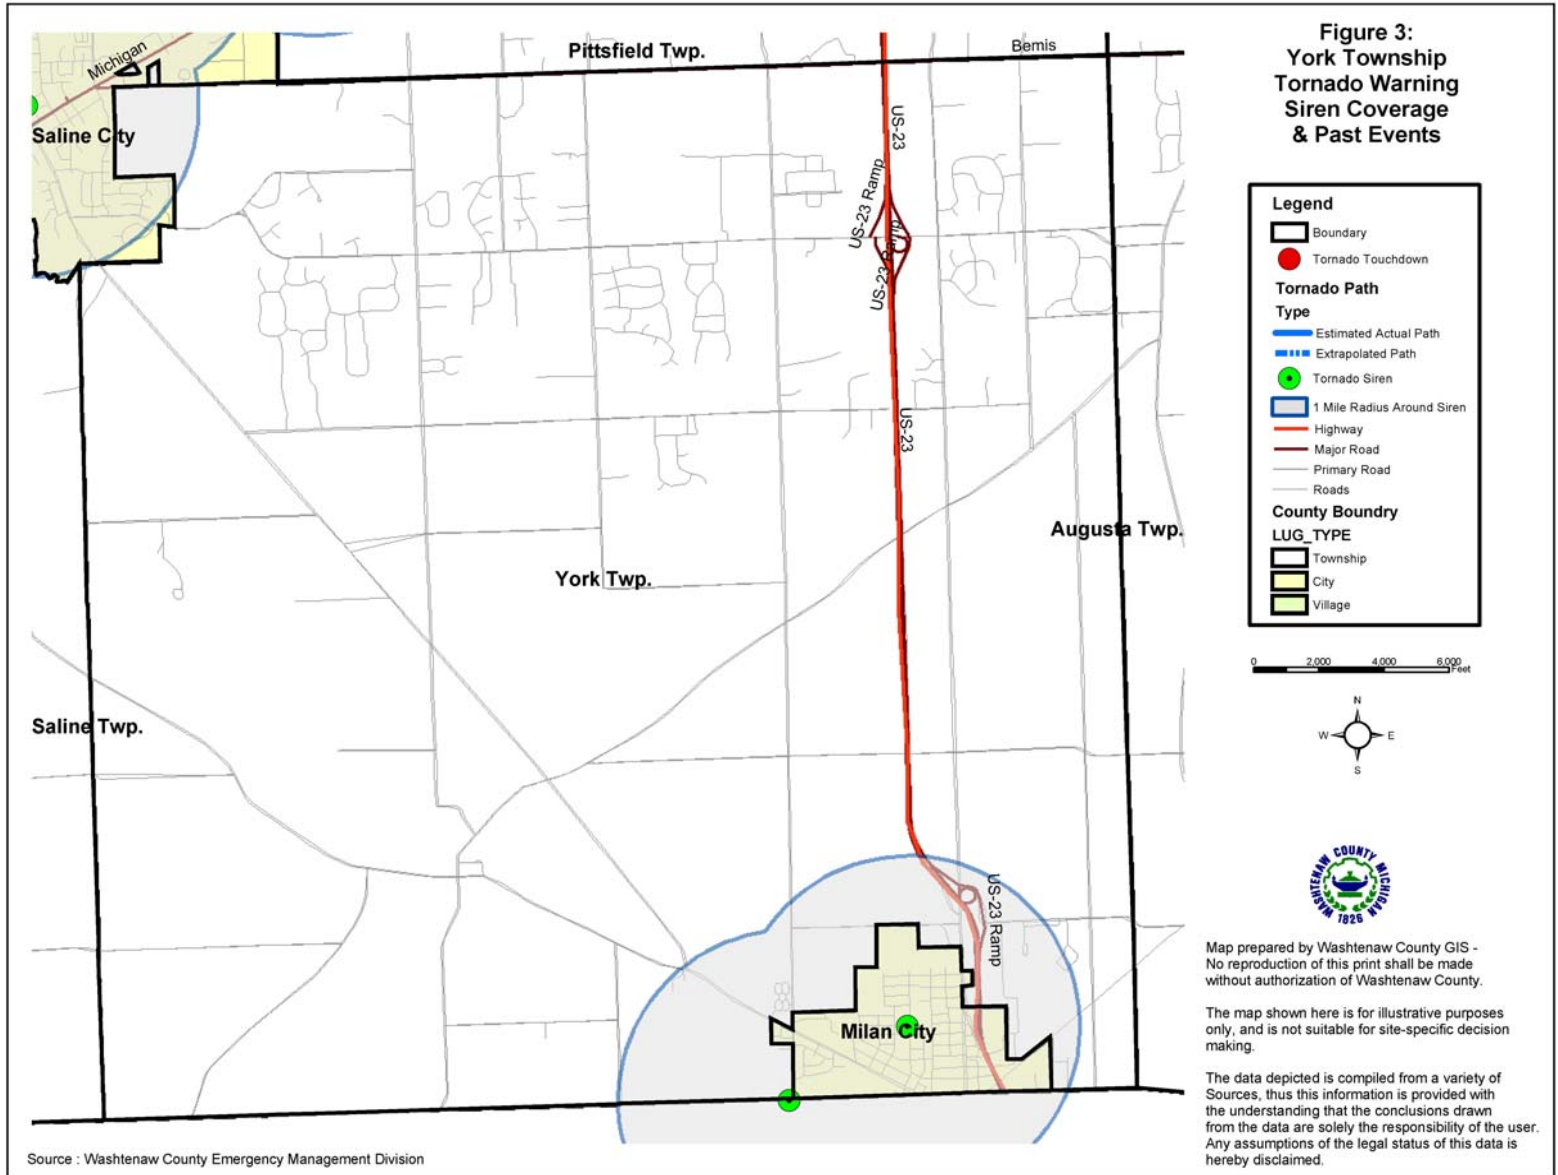 Figure 3:
York Township
Tornado Warning
Siren Coverage
& Past Events
Pittsfield Twp.
Bemis
Michigan
Saline City
US-23
US-23 Ramp
US-23 Ramp
US-23
Augusta Twp.
York Twp.
Saline Twp.
US-23 Ramp
Milan City
Legend
Boundary
Tornado Touchdown
Tornado Path
Type
Estimated Actual Path
Extrapolated Path
Tornado Siren
1 Mile Radius Around Siren
Highway
Major Road
Primary Road
Roads
County Boundry
LUG_TYPE
Township
City
Village
0 2,000 4,000 6,000
Feet
N
W E
S
WASHTENAW COUNTY MICHIGAN
1826
Map prepared by Washtenaw County GIS -
No reproduction of this print shall be made
without authorization of Washtenaw County.
The map shown here is for illustrative purposes
only, and is not suitable for site-specific decision
making.
The data depicted is compiled from a variety of
Sources, thus this information is provided with
the understanding that the conclusions drawn
from the data are solely the responsibility of the user.
Any assumptions of the legal status of this data is
hereby disclaimed.
Source : Washtenaw County Emergency Management Division